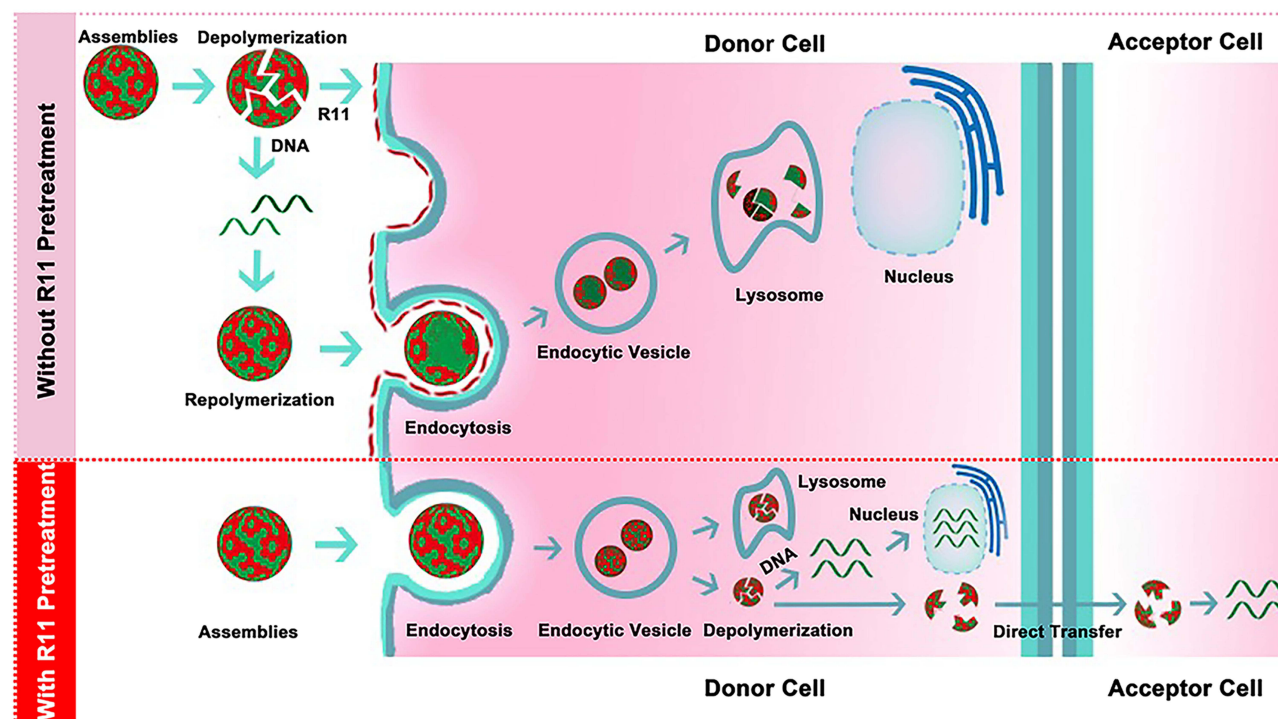 Without R11 Pretreatment
Assemblies
Depolymerization
Donor Cell
Acceptor Cell
R11
DNA
Lysosome
Nucleus
Endocytic Vesicle
Repolymerization
Endocytosis
With R11 Pretreatment
Lysosome
Nucleus
DNA
Assemblies
Endocytosis
Endocytic Vesicle
Depolymerization
Direct Transfer
Donor Cell
Acceptor Cell